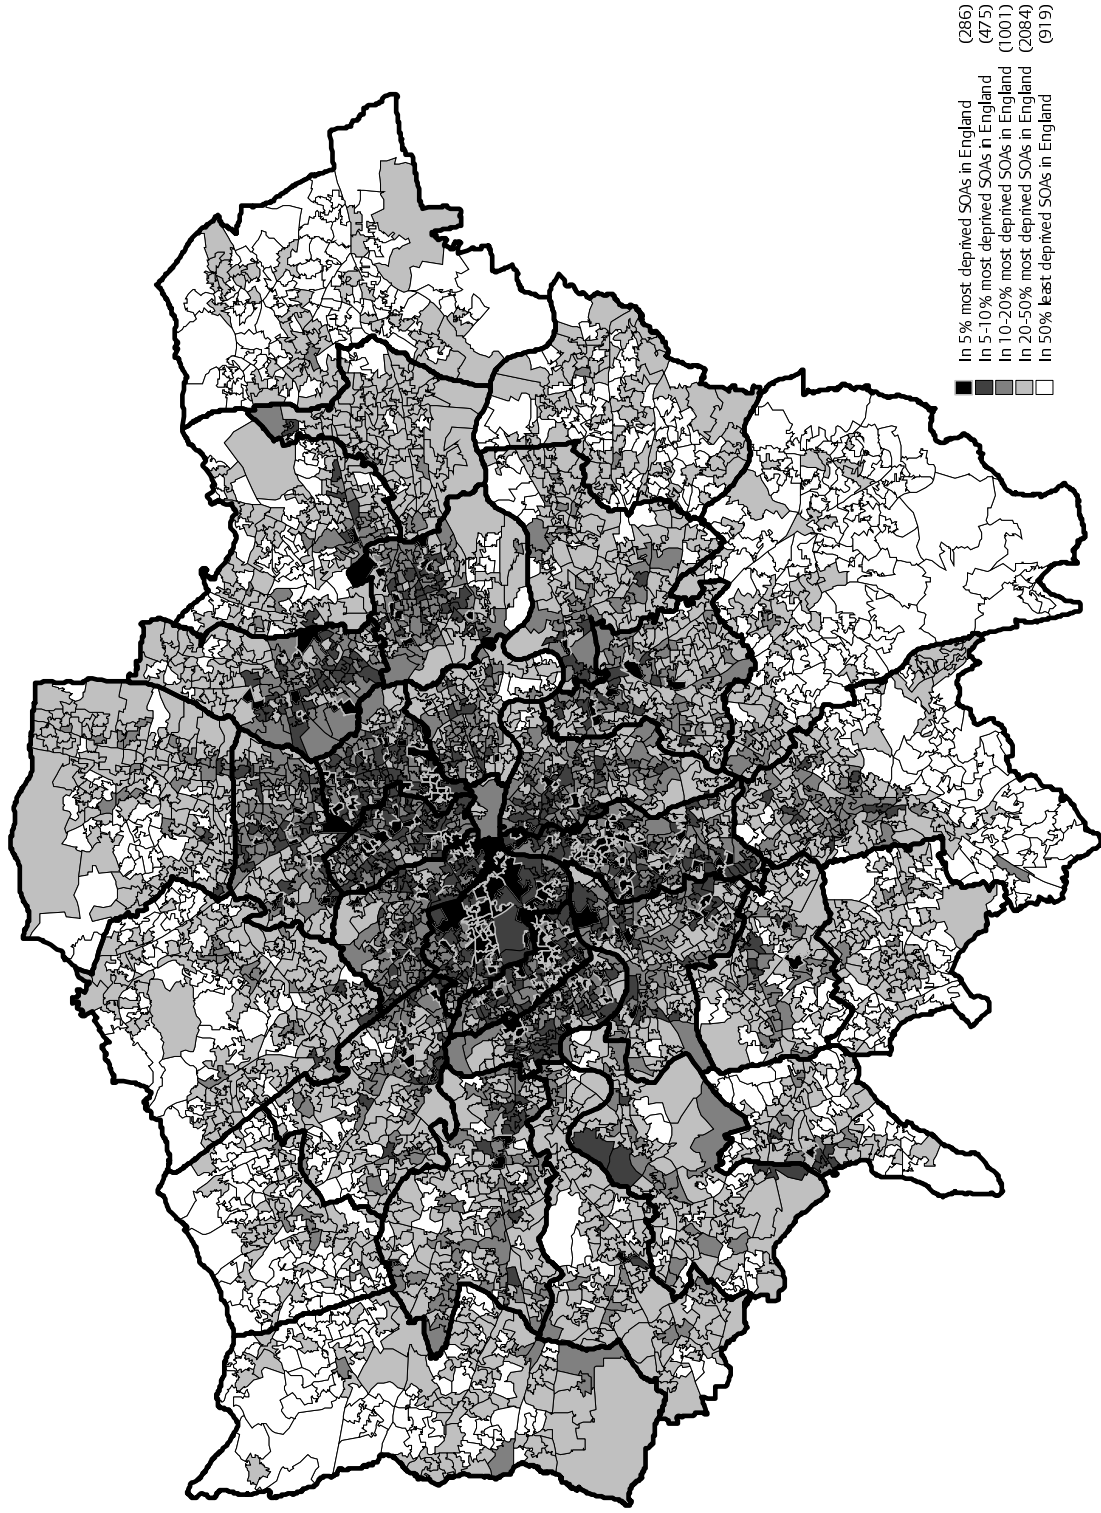 In 5% most deprived SOAs in England (286)
In 5-10% most deprived SOAs in England (475)
In 10-20% most deprived SOAs in England (1001)
In 20-50% most deprived SOAs in England (2084)
In 50% least deprived SOAs in England (919)